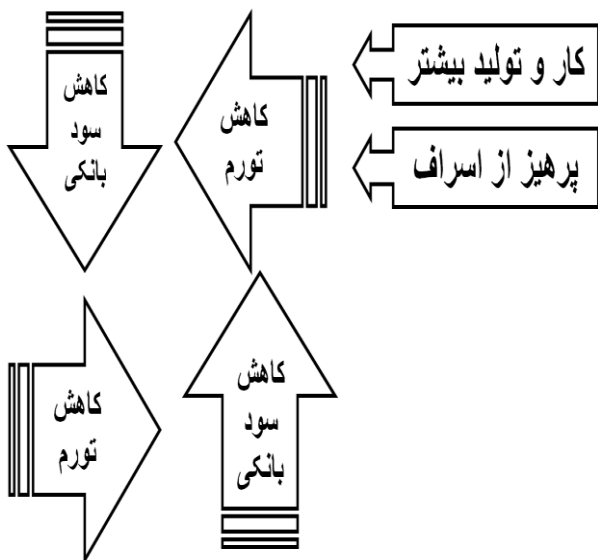 کار و تولید بیشتر
پرهیز از اسراف
کاهش
تورم
کاهش
سود
بانکی
کاهش
تورم
کاهش
سود
بانکی